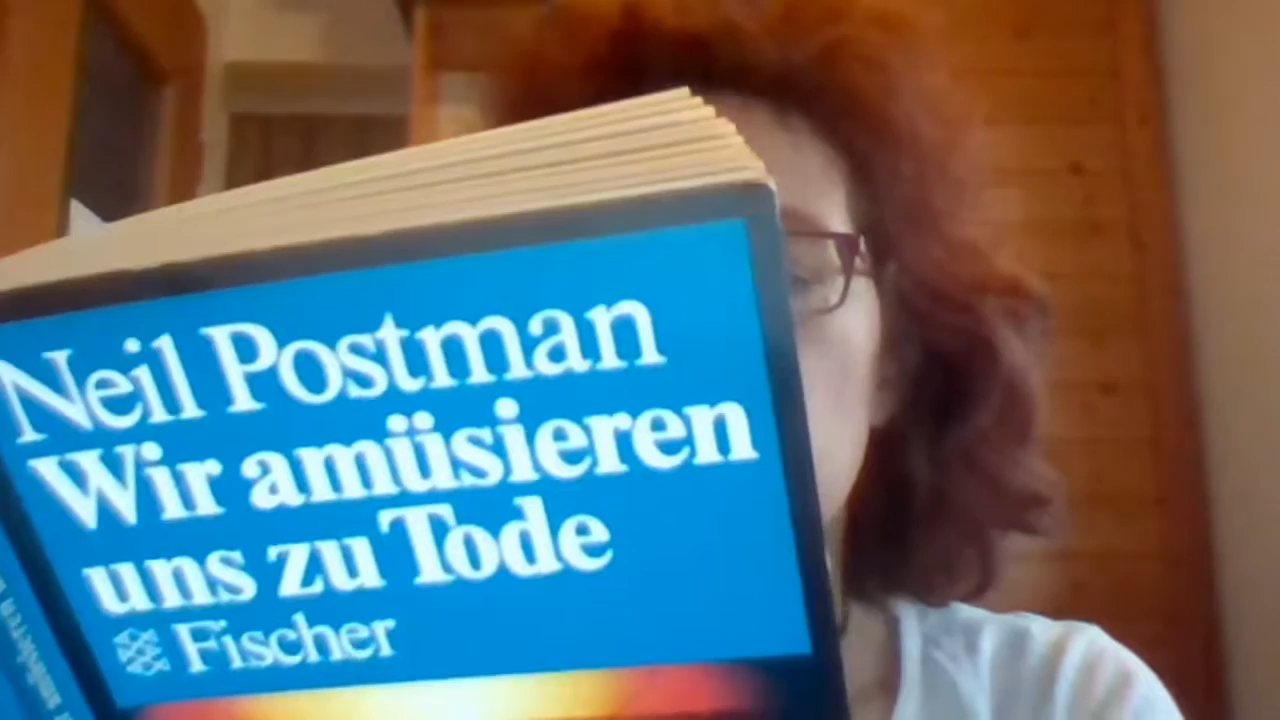 Neil Postman
Wir amüsieren
uns zu Tode
Fischer